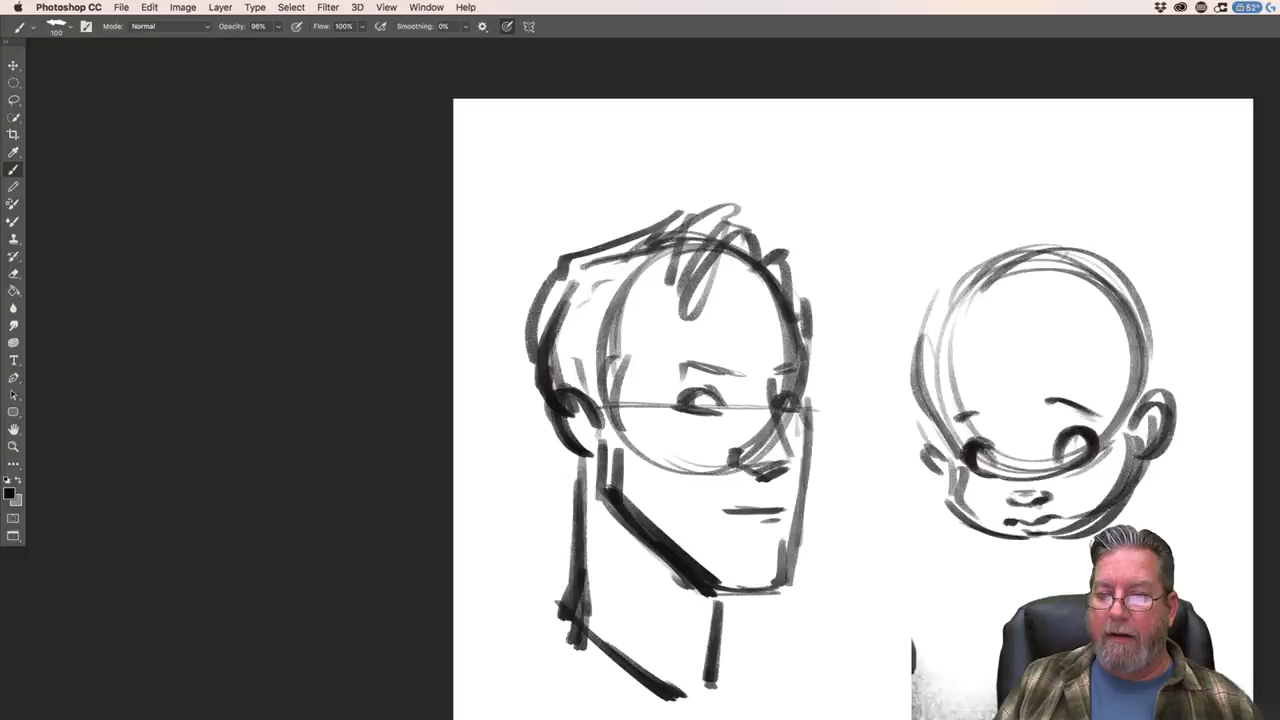 Photoshop CC File Edit Image Layer Type Select Filter 3D View Window Help 52°
100 Mode: Normal Opacity: 96% Flow: 100% Smoothing: 0%